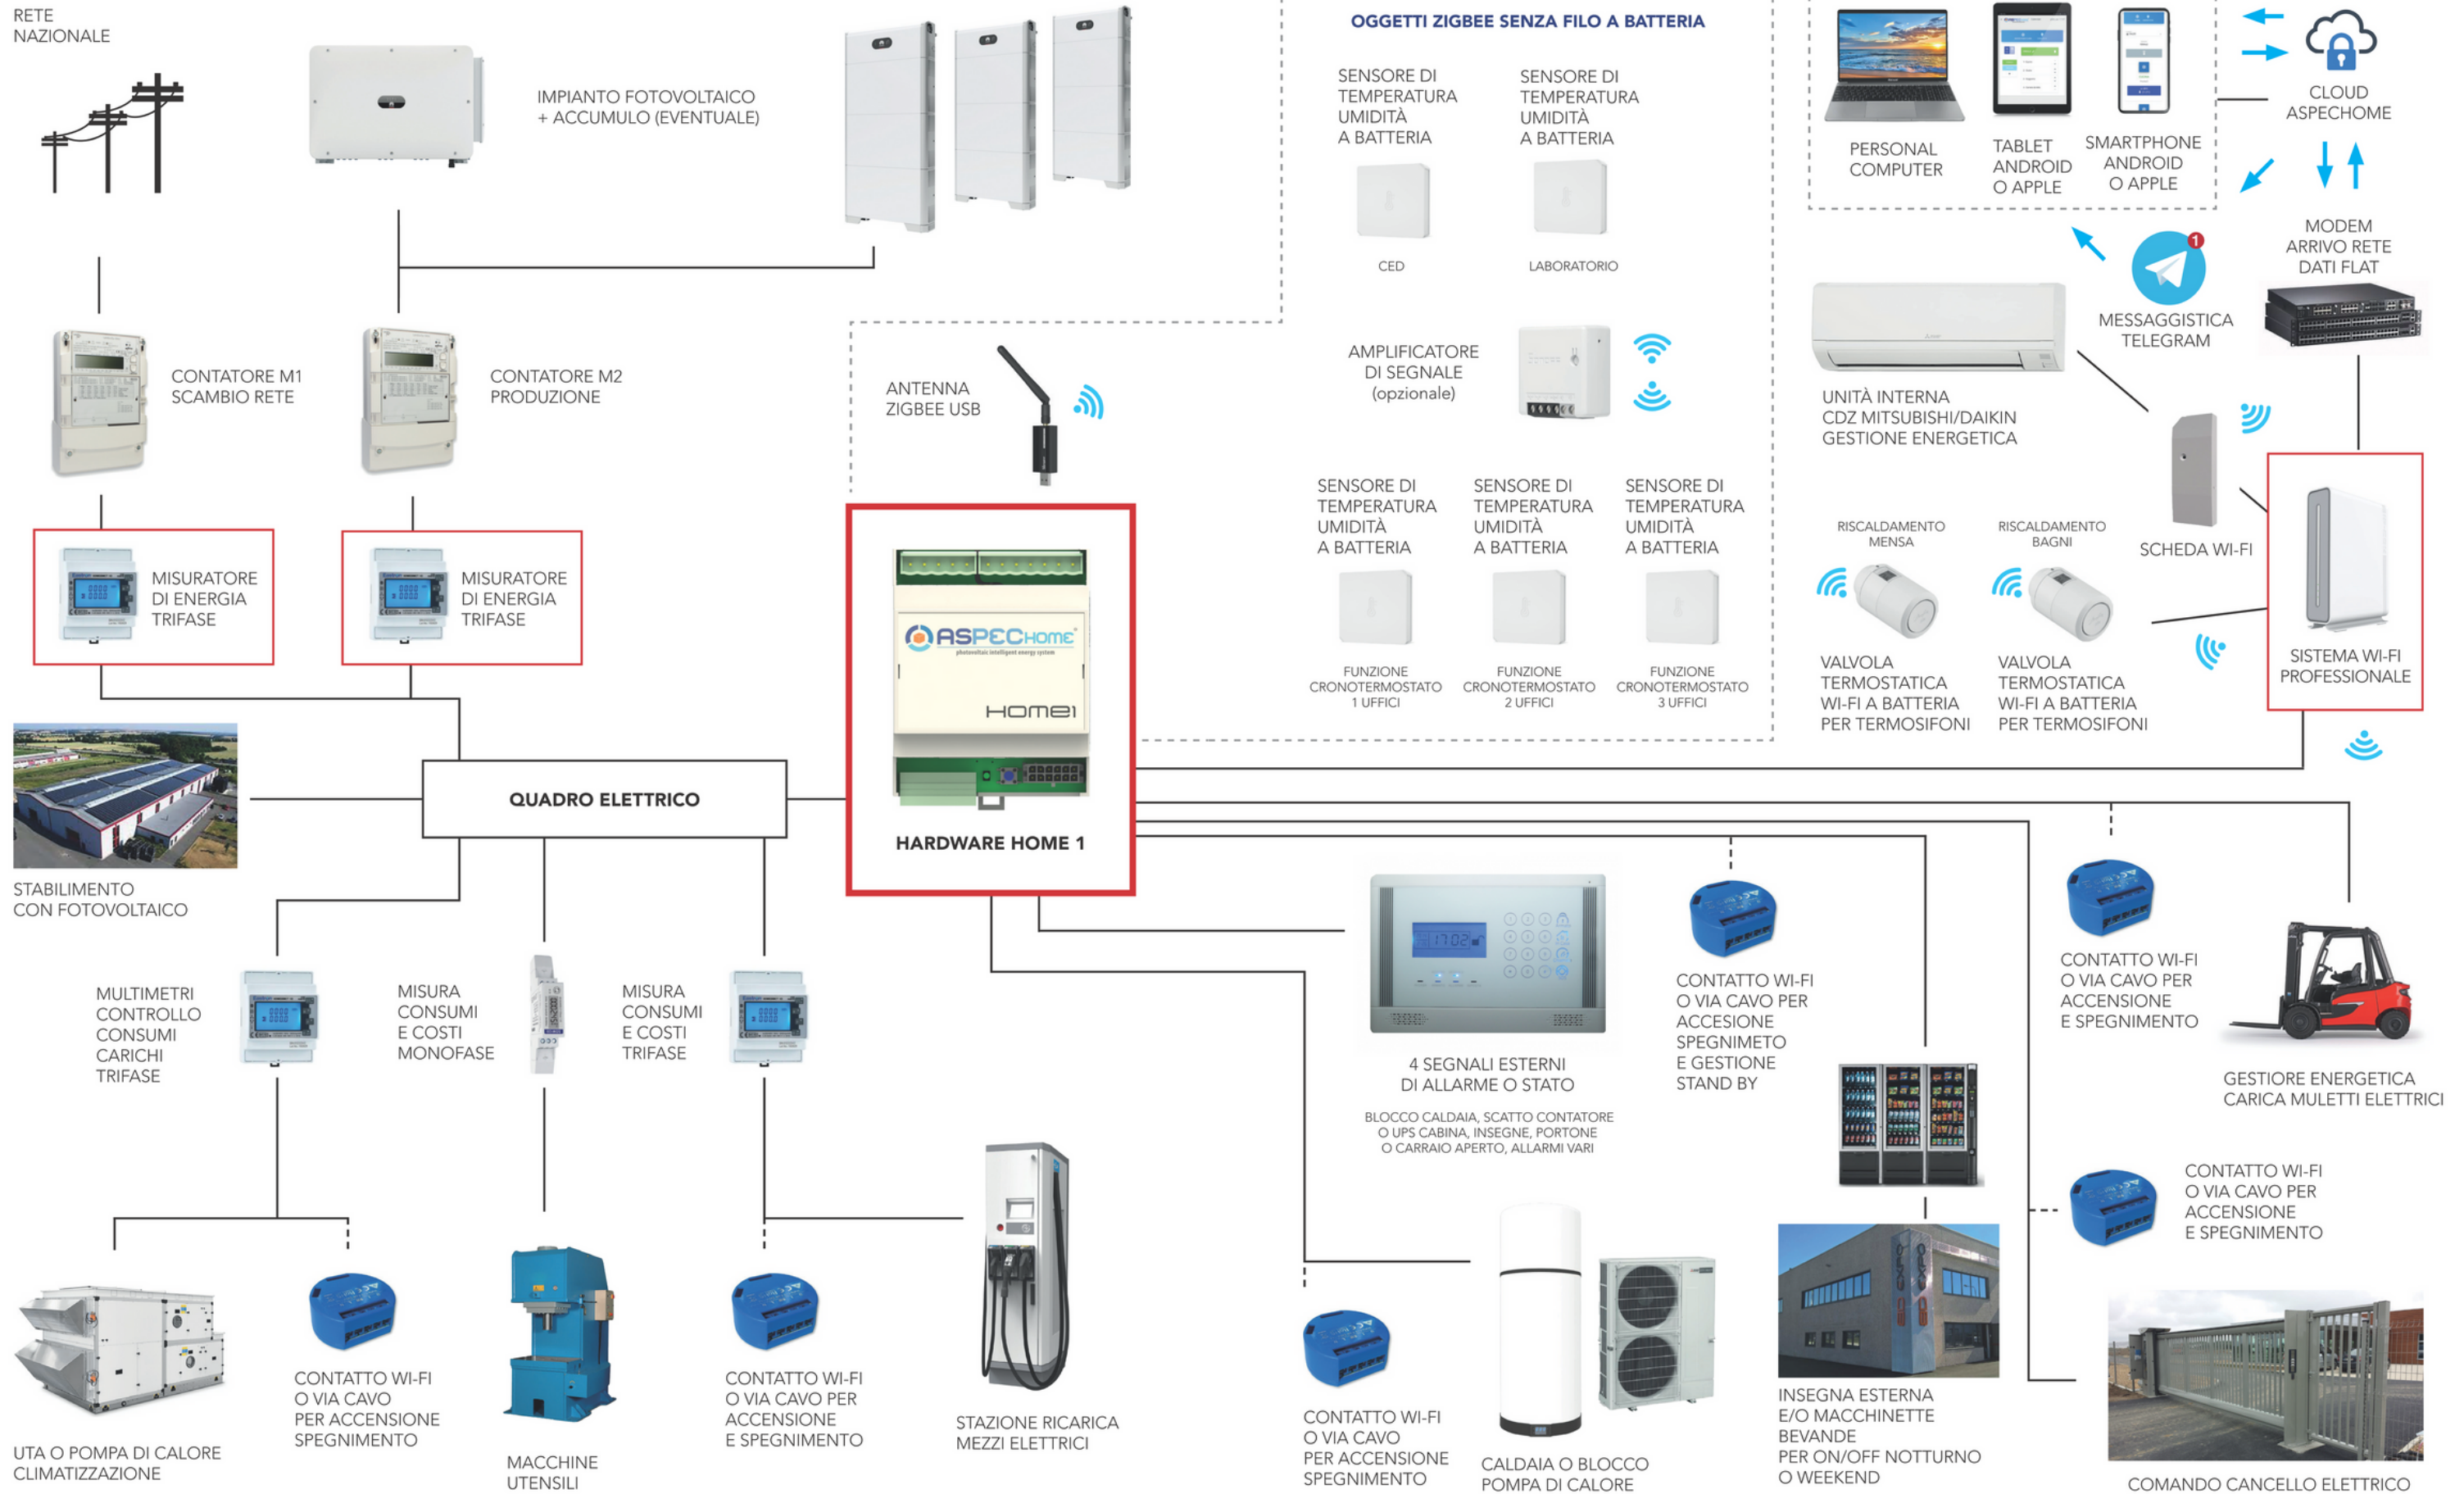 RETE
NAZIONALE
IMPIANTO FOTOVOLTAICO
+ ACCUMULO (EVENTUALE)
OGGETTI ZIGBEE SENZA FILO A BATTERIA
SENSORE DI
TEMPERATURA
UMIDITÀ
A BATTERIA
CED
SENSORE DI
TEMPERATURA
UMIDITÀ
A BATTERIA
LABORATORIO
PERSONAL
COMPUTER
TABLET
ANDROID
O APPLE
SMARTPHONE
ANDROID
O APPLE
CLOUD
ASPECHOME
MODEM
ARRIVO RETE
DATI FLAT
1
MESSAGGISTICA
TELEGRAM
CONTATORE M1
SCAMBIO RETE
CONTATORE M2
PRODUZIONE
ANTENNA
ZIGBEE USB
AMPLIFICATORE
DI SEGNALE
(opzionale)
UNITÀ INTERNA
CDZ MITSUBISHI/DAIKIN
GESTIONE ENERGETICA
SCHEDA WI-FI
MISURATORE
DI ENERGIA
TRIFASE
MISURATORE
DI ENERGIA
TRIFASE
SENSORE DI
TEMPERATURA
UMIDITÀ
A BATTERIA
FUNZIONE
CRONOTERMOSTATO
1 UFFICI
SENSORE DI
TEMPERATURA
UMIDITÀ
A BATTERIA
FUNZIONE
CRONOTERMOSTATO
2 UFFICI
SENSORE DI
TEMPERATURA
UMIDITÀ
A BATTERIA
FUNZIONE
CRONOTERMOSTATO
3 UFFICI
RISCALDAMENTO
MENSA
VALVOLA
TERMOSTATICA
WI-FI A BATTERIA
PER TERMOSIFONI
RISCALDAMENTO
BAGNI
VALVOLA
TERMOSTATICA
WI-FI A BATTERIA
PER TERMOSIFONI
SISTEMA WI-FI
PROFESSIONALE
ASPECHOME
photovoltaic intelligent energy system
HOME1
HARDWARE HOME 1
QUADRO ELETTRICO
STABILIMENTO
CON FOTOVOLTAICO
MULTIMETRI
CONTROLLO
CONSUMI
CARICHI
TRIFASE
MISURA
CONSUMI
E COSTI
MONOFASE
MISURA
CONSUMI
E COSTI
TRIFASE
17:02
4 SEGNALI ESTERNI
DI ALLARME O STATO
BLOCCO CALDAIA, SCATTO CONTATORE
O UPS CABINA, INSEGNE, PORTONE
O CARRAIO APERTO, ALLARMI VARI
CONTATTO WI-FI
O VIA CAVO PER
ACCESIONE
SPEGNIMETO
E GESTIONE
STAND BY
CONTATTO WI-FI
O VIA CAVO PER
ACCENSIONE
E SPEGNIMENTO
GESTIORE ENERGETICA
CARICA MULETTI ELETTRICI
CONTATTO WI-FI
O VIA CAVO PER
ACCENSIONE
E SPEGNIMENTO
UTA O POMPA DI CALORE
CLIMATIZZAZIONE
CONTATTO WI-FI
O VIA CAVO
PER ACCENSIONE
SPEGNIMENTO
MACCHINE
UTENSILI
CONTATTO WI-FI
O VIA CAVO PER
ACCENSIONE
E SPEGNIMENTO
STAZIONE RICARICA
MEZZI ELETTRICI
CONTATTO WI-FI
O VIA CAVO
PER ACCENSIONE
SPEGNIMENTO
CALDAIA O BLOCCO
POMPA DI CALORE
EXPO
INSEGNA ESTERNA
E/O MACCHINETTE
BEVANDE
PER ON/OFF NOTTURNO
O WEEKEND
COMANDO CANCELLO ELETTRICO